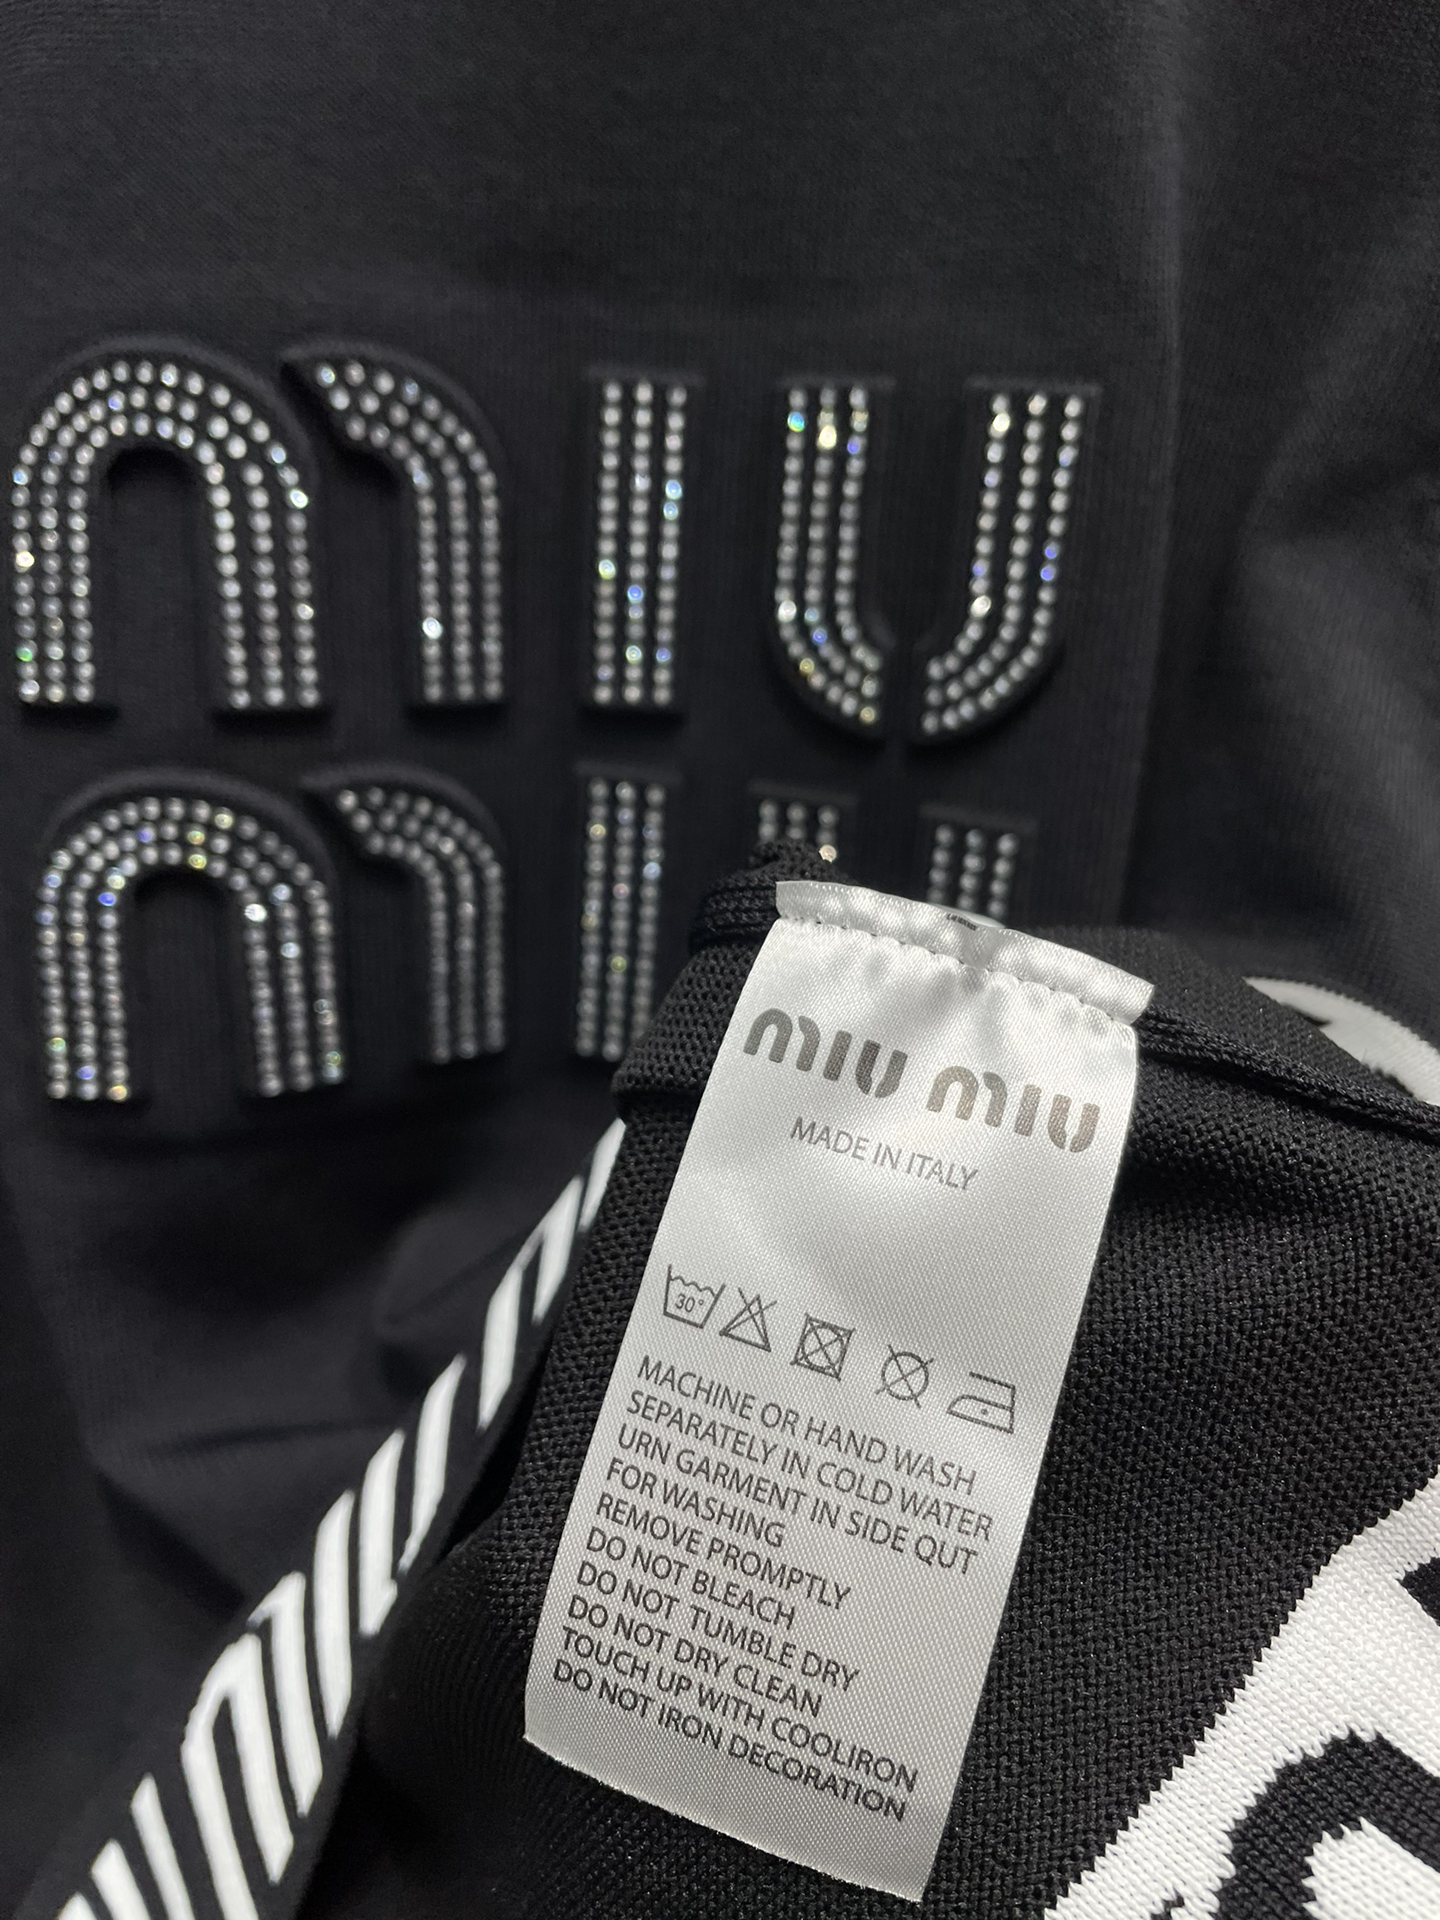 miu
miu
MIU MIU
MADE IN ITALY
30°
MACHINE OR HAND WASH
SEPARATELY IN COLD WATER
URN GARMENT IN SIDE QUT
FOR WASHING
REMOVE PROMPTLY
DO NOT BLEACH
DO NOT TUMBLE DRY
DO NOT DRY CLEAN
TOUCH UP WITH COOLIRON
DO NOT IRON DECORATION